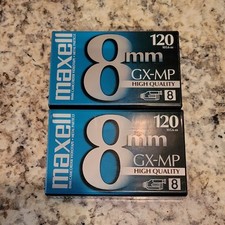 maxell
8mm
120
GX-MP
HIGH QUALITY
8
maxell
8mm
120
GX-MP
HIGH QUALITY
8